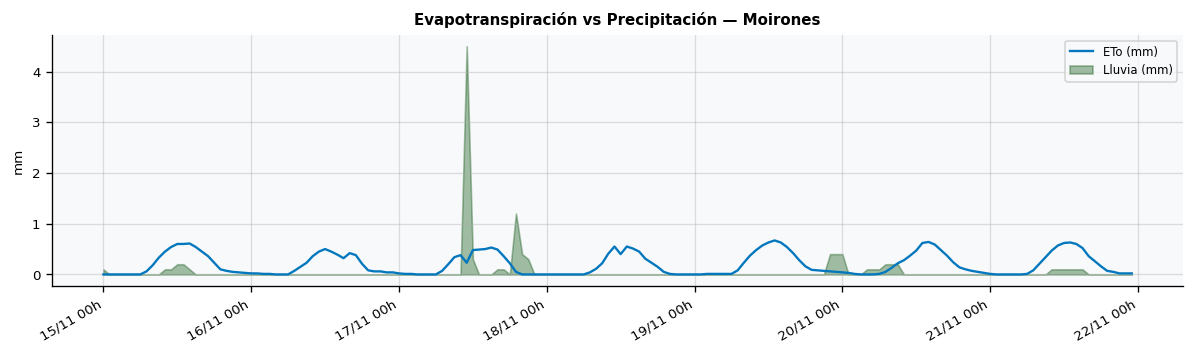 Evapotranspiración vs Precipitación — Moirones
ETo (mm)
Lluvia (mm)
mm
4
3
2
1
0
15/11 00h
16/11 00h
17/11 00h
18/11 00h
19/11 00h
20/11 00h
21/11 00h
22/11 00h